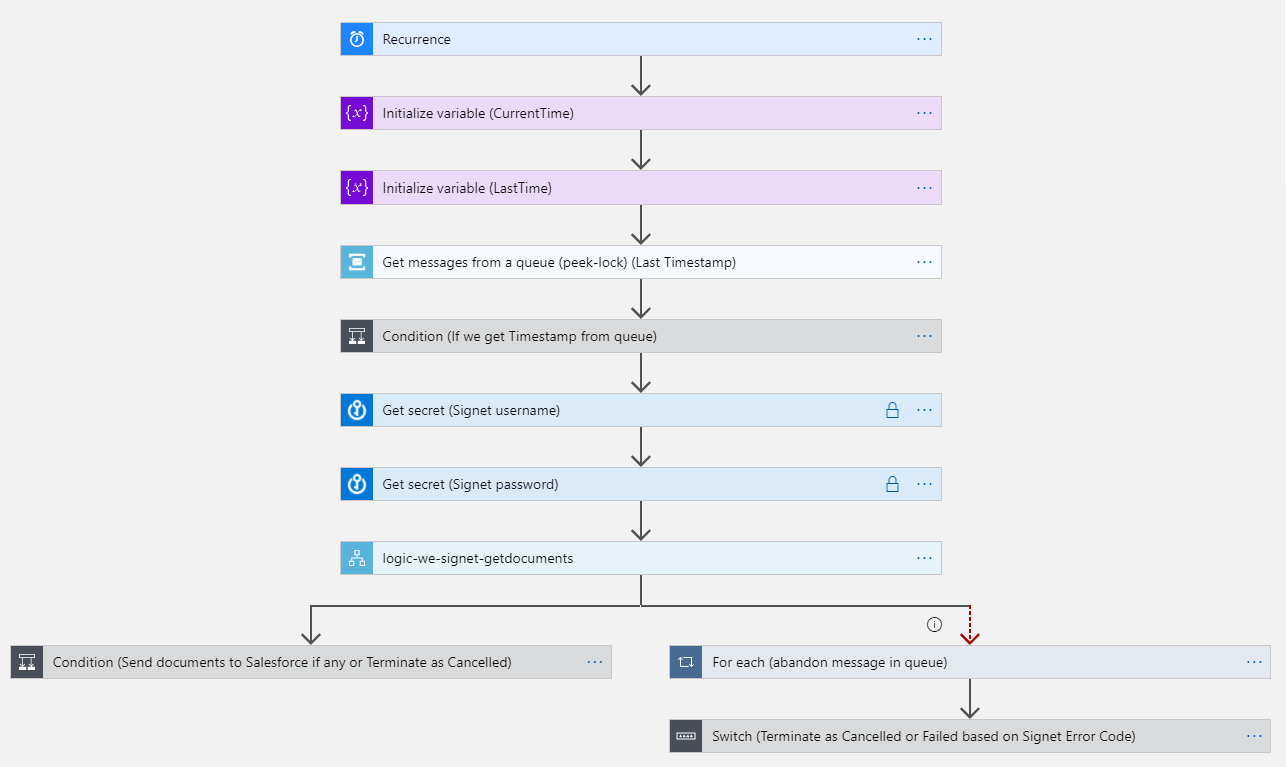 Recurrence
{x} Initialize variable (CurrentTime)
{x} Initialize variable (LastTime)
Get messages from a queue (peek-lock) (Last Timestamp)
Condition (If we get Timestamp from queue)
Get secret (Signet username)
Get secret (Signet password)
logic-we-signet-getdocuments
Condition (Send documents to Salesforce if any or Terminate as Cancelled)
For each (abandon message in queue)
Switch (Terminate as Cancelled or Failed based on Signet Error Code)